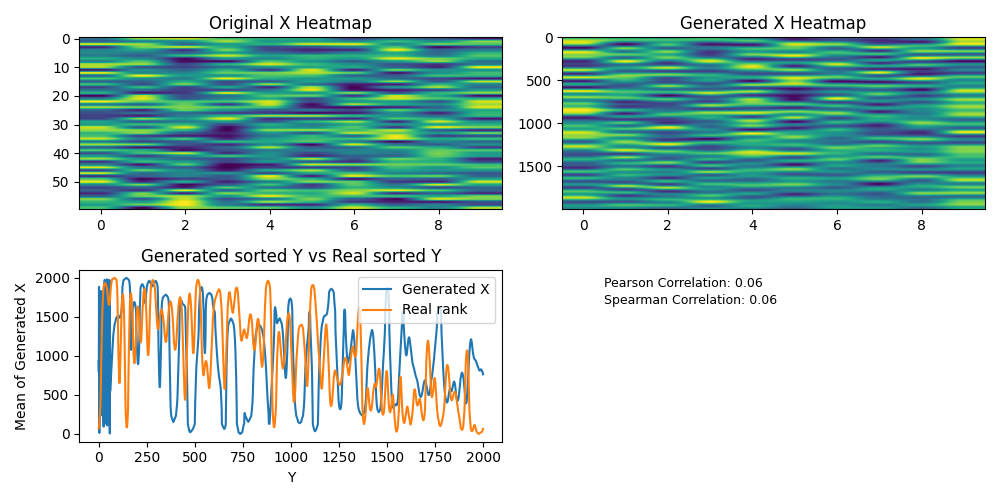 Original X Heatmap
0
10
20
30
40
50
0 2 4 6 8
Generated X Heatmap
0
500
1000
1500
0 2 4 6 8
Generated sorted Y vs Real sorted Y
Mean of Generated X
2000
1500
1000
500
0
Generated X
Real rank
0 250 500 750 1000 1250 1500 1750 2000
Y
Pearson Correlation: 0.06
Spearman Correlation: 0.06